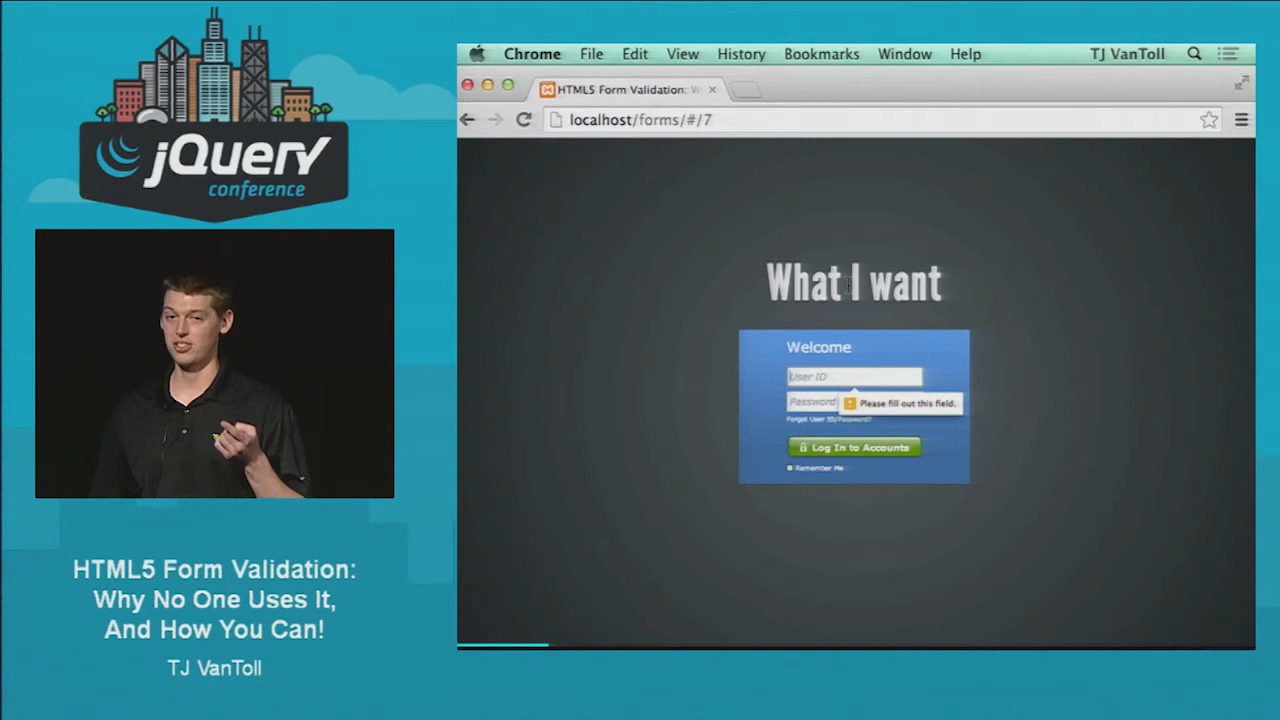 jQuery
conference
HTML5 Form Validation:
Why No One Uses It,
And How You Can!
TJ VanToll
Chrome File Edit View History Bookmarks Window Help TJ VanToll
HTML5 Form Validation: W
localhost/forms/#/7
What I want
Welcome
User ID
Password
Please fill out this field.
Forgot User ID/Password?
Log In to Accounts
Remember Me